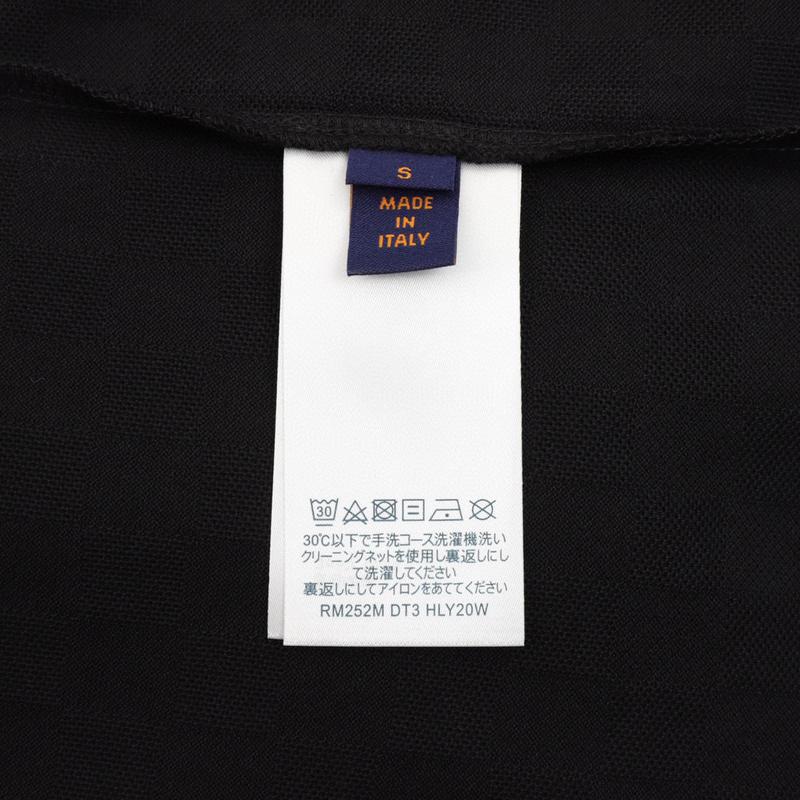 S
MADE
IN
ITALY
30
30℃以下で手洗コース洗濯機洗い
クリーニングネットを使用し裏返しにし
て洗濯してください
裏返しにしてアイロンをあててください
RM252M DT3 HLY20W